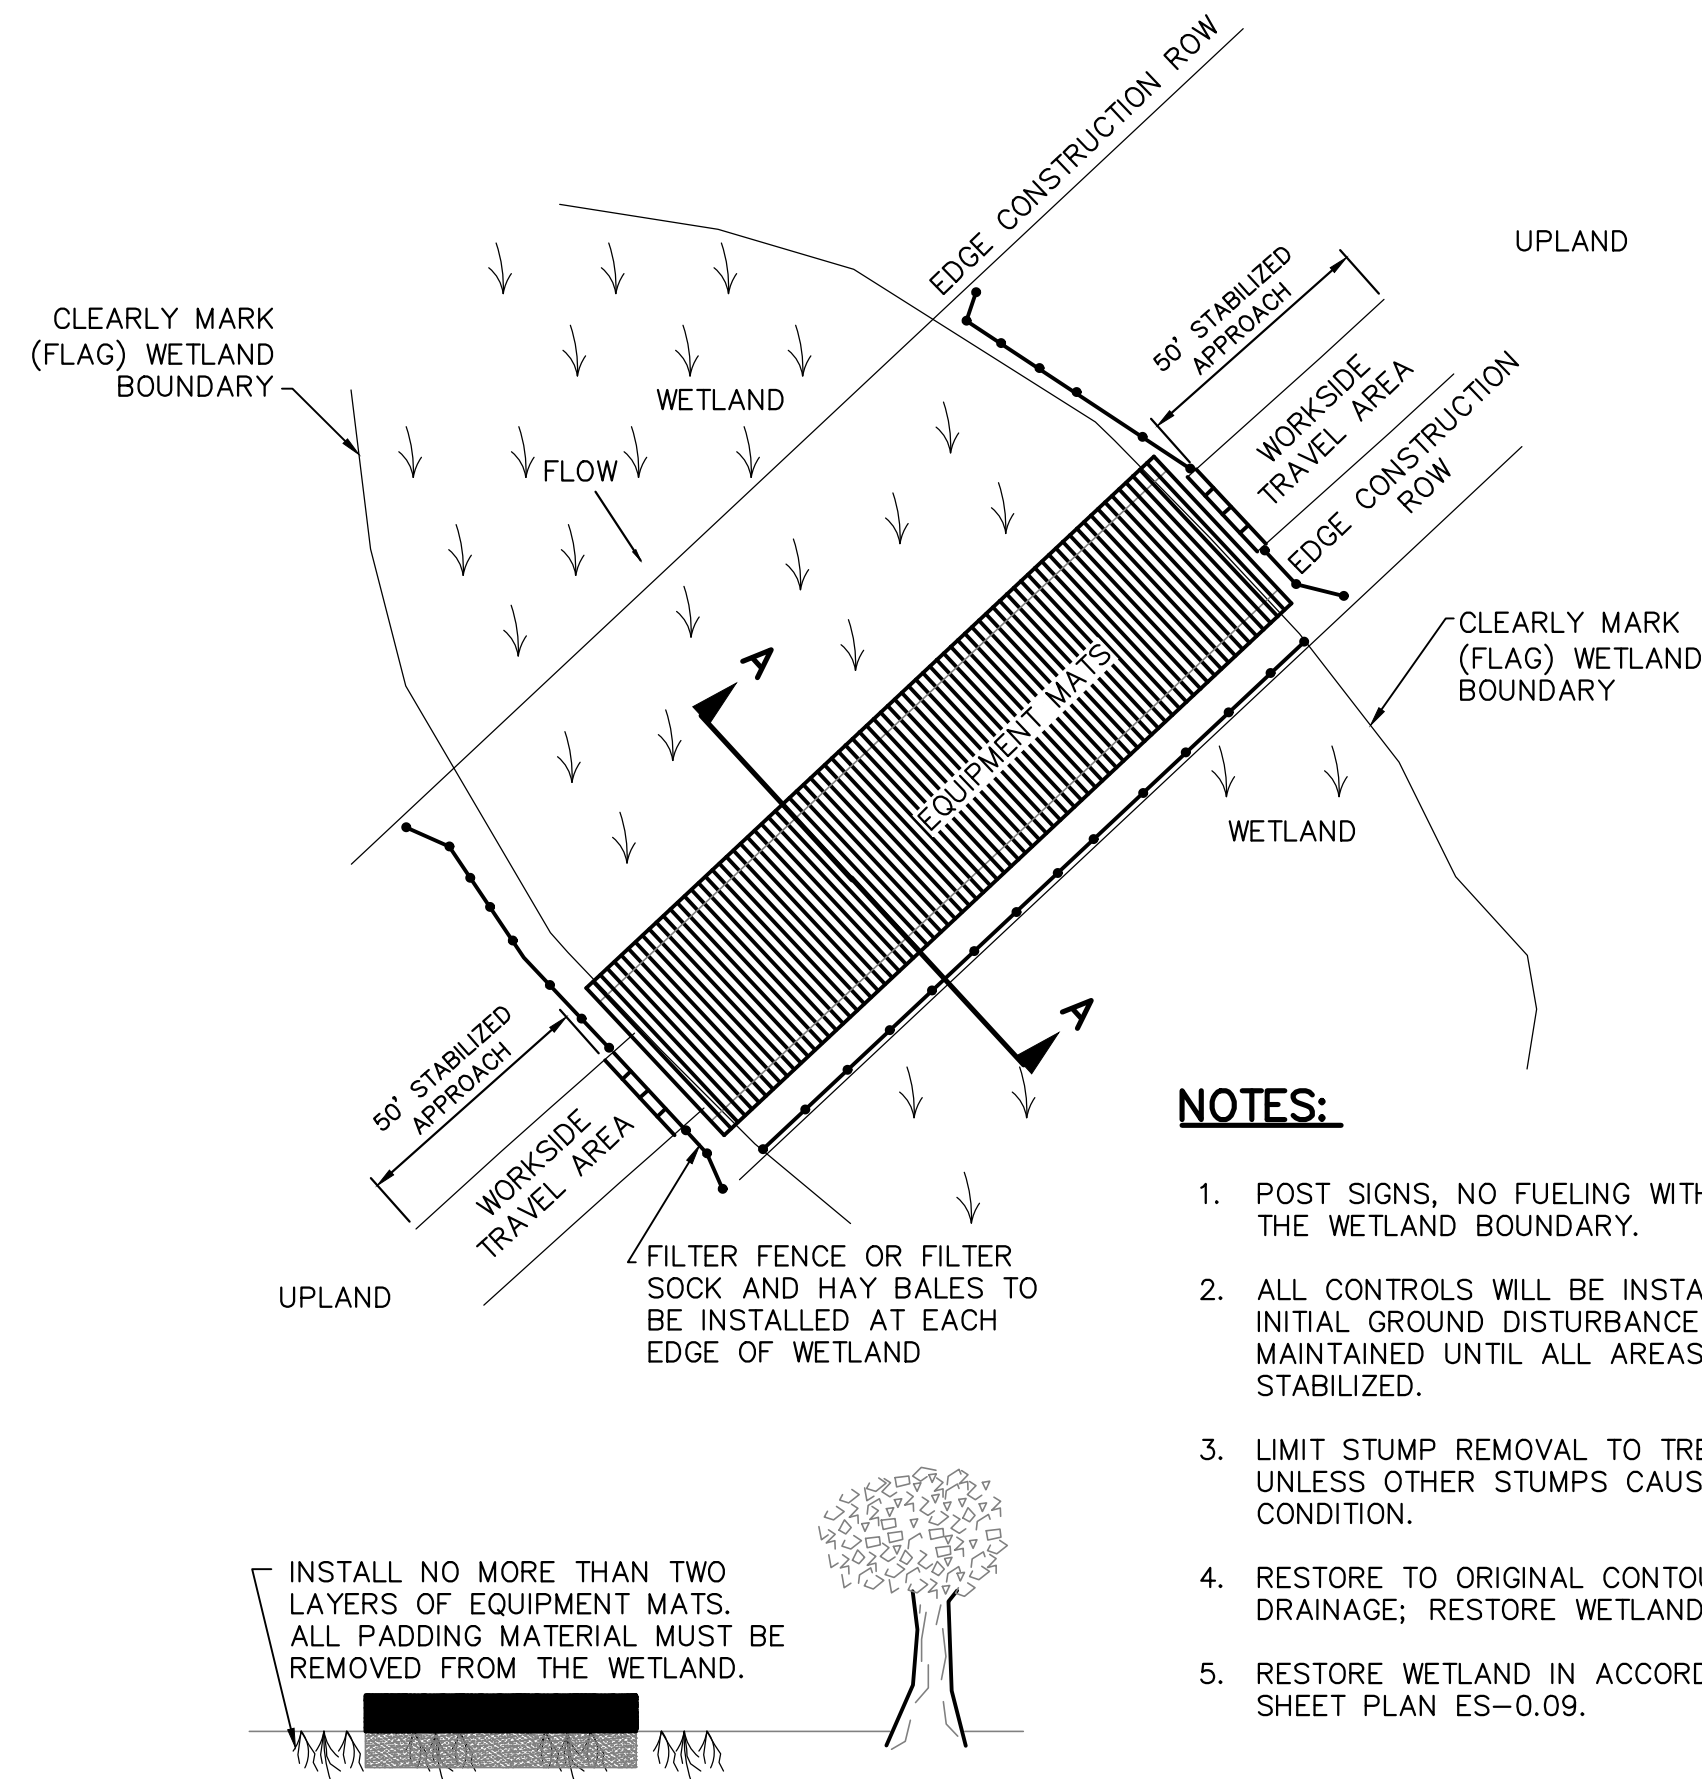 EDGE CONSTRUCTION ROW
UPLAND
50' STABILIZED
APPROACH
CLEARLY MARK
(FLAG) WETLAND
BOUNDARY
WETLAND
WORKSIDE
TRAVEL AREA
EDGE CONSTRUCTION
ROW
FLOW
CLEARLY MARK
(FLAG) WETLAND
BOUNDARY
A
EQUIPMENT MATS
WETLAND
A
50' STABILIZED
APPROACH
WORKSIDE
TRAVEL AREA
UPLAND
FILTER FENCE OR FILTER
SOCK AND HAY BALES TO
BE INSTALLED AT EACH
EDGE OF WETLAND
NOTES:
1. POST SIGNS, NO FUELING
THE WETLAND BOUNDARY.
2. ALL CONTROLS WILL BE
INITIAL GROUND DISTURBANCE
MAINTAINED UNTIL ALL AREAS
STABILIZED.
3. LIMIT STUMP REMOVAL TO
UNLESS OTHER STUMPS
CONDITION.
4. RESTORE TO ORIGINAL
DRAINAGE; RESTORE WETLAND
5. RESTORE WETLAND IN
SHEET PLAN ES-0.09.
INSTALL NO MORE THAN TWO
LAYERS OF EQUIPMENT MATS.
ALL PADDING MATERIAL MUST BE
REMOVED FROM THE WETLAND.